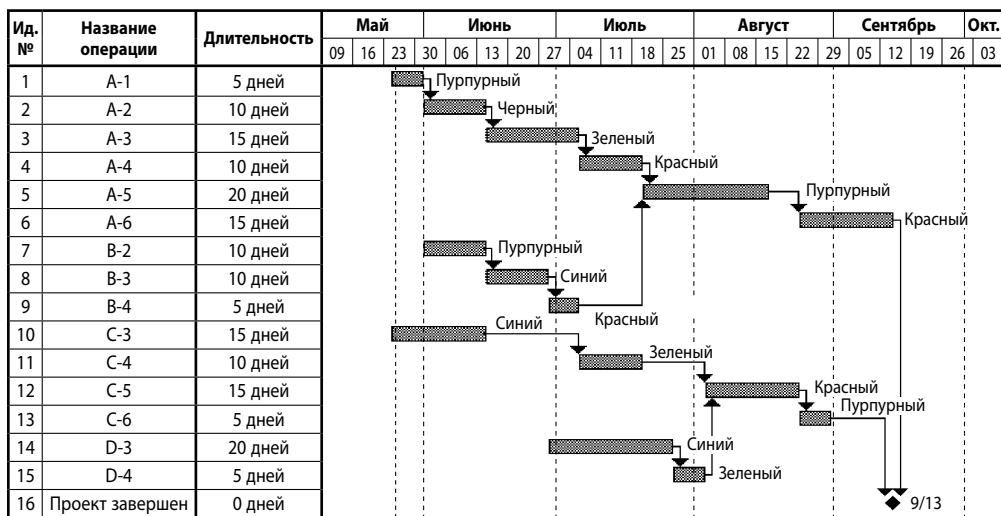 Ид. № Название операции Длительность Май Июнь Июль Август Сентябрь Окт.
09 16 23 30 06 13 20 27 04 11 18 25 01 08 15 22 29 05 12 19 26 03
1 A-1 5 дней Пурпурный
2 A-2 10 дней Черный
3 A-3 15 дней Зеленый
4 A-4 10 дней Красный
5 A-5 20 дней Пурпурный
6 A-6 15 дней Красный
7 B-2 10 дней Пурпурный
8 B-3 10 дней Синий
9 B-4 5 дней Красный
10 C-3 15 дней Синий
11 C-4 10 дней Зеленый
12 C-5 15 дней Красный
13 C-6 5 дней Пурпурный
14 D-3 20 дней Синий
15 D-4 5 дней Зеленый
16 Проект завершен 0 дней 9/13